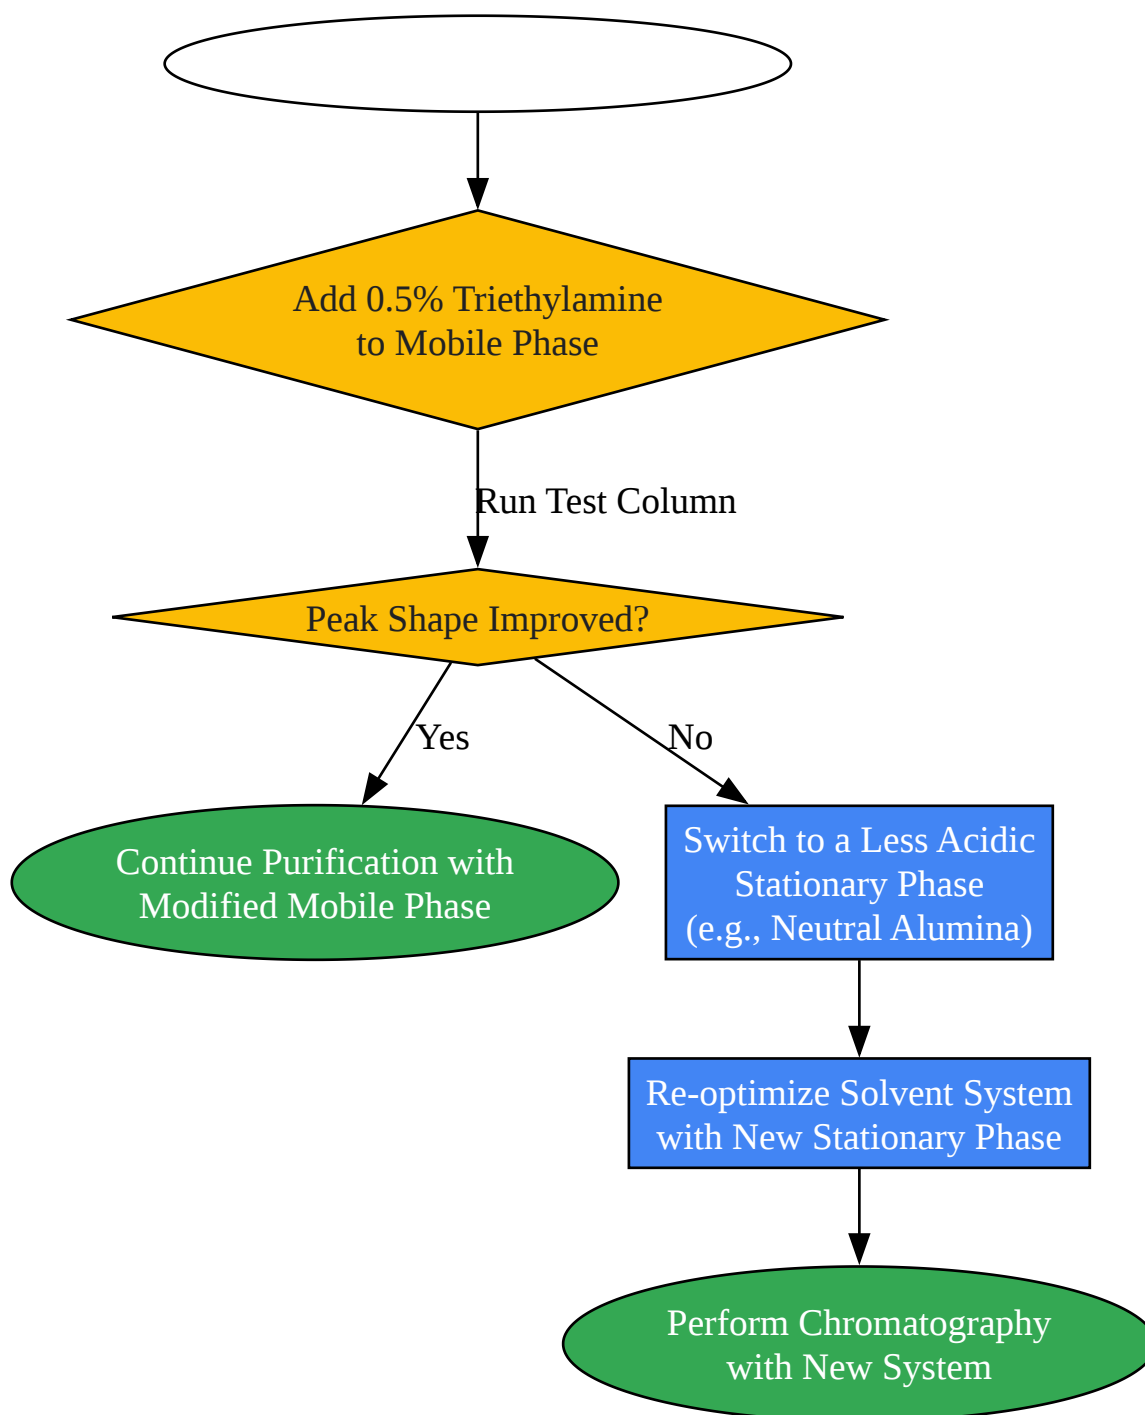 Add 0.5% Triethylamine
to Mobile Phase
Run Test Column
Peak Shape Improved?
Yes
No
Continue Purification with
Modified Mobile Phase
Switch to a Less Acidic
Stationary Phase
(e.g., Neutral Alumina)
Re-optimize Solvent System
with New Stationary Phase
Perform Chromatography
with New System